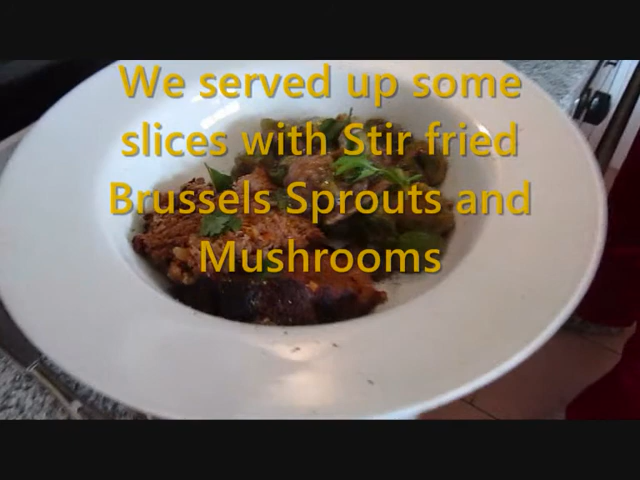 We served up some
slices with Stir fried
Brussels Sprouts and
Mushrooms